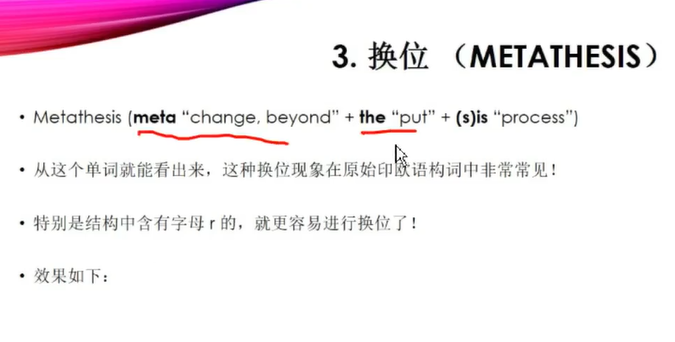 3. 换位 （METATHESIS）
• Metathesis (meta “change, beyond” + the “put” + (s)is “process”)
• 从这个单词就能看出来，这种换位现象在原始印欧语构词中非常常见！
• 特别是结构中含有字母 r 的，就更容易进行换位了！
• 效果如下：